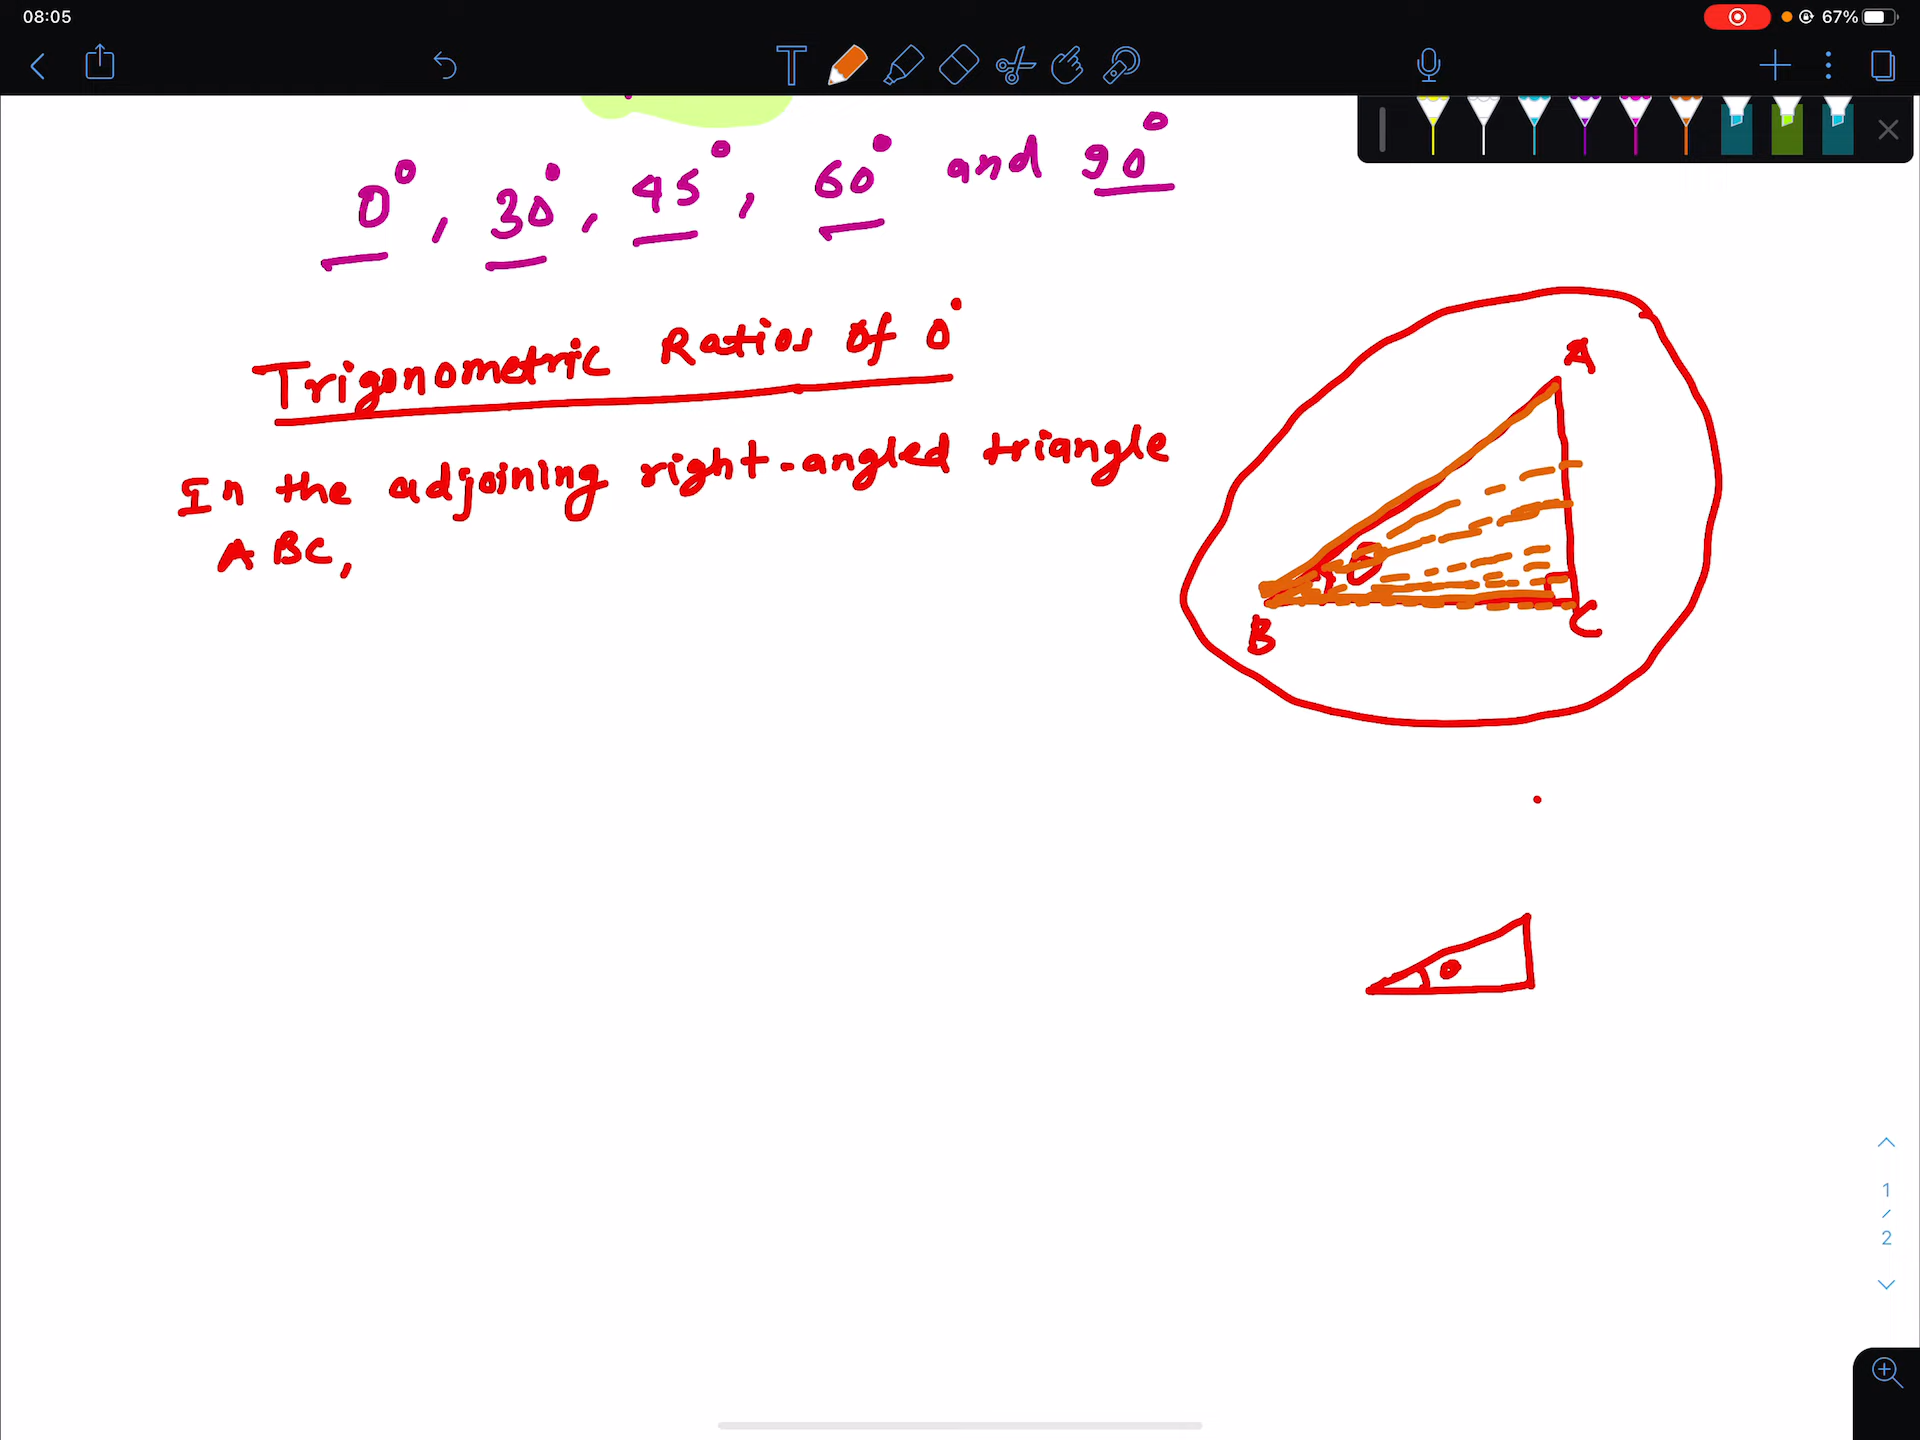 08:05
67%
0°, 30°, 45°, 60° and 90°
Trigonometric Ratios of 0°
In the adjoining right-angled triangle
ABC,
A
θ
B
C
θ
1
/
2